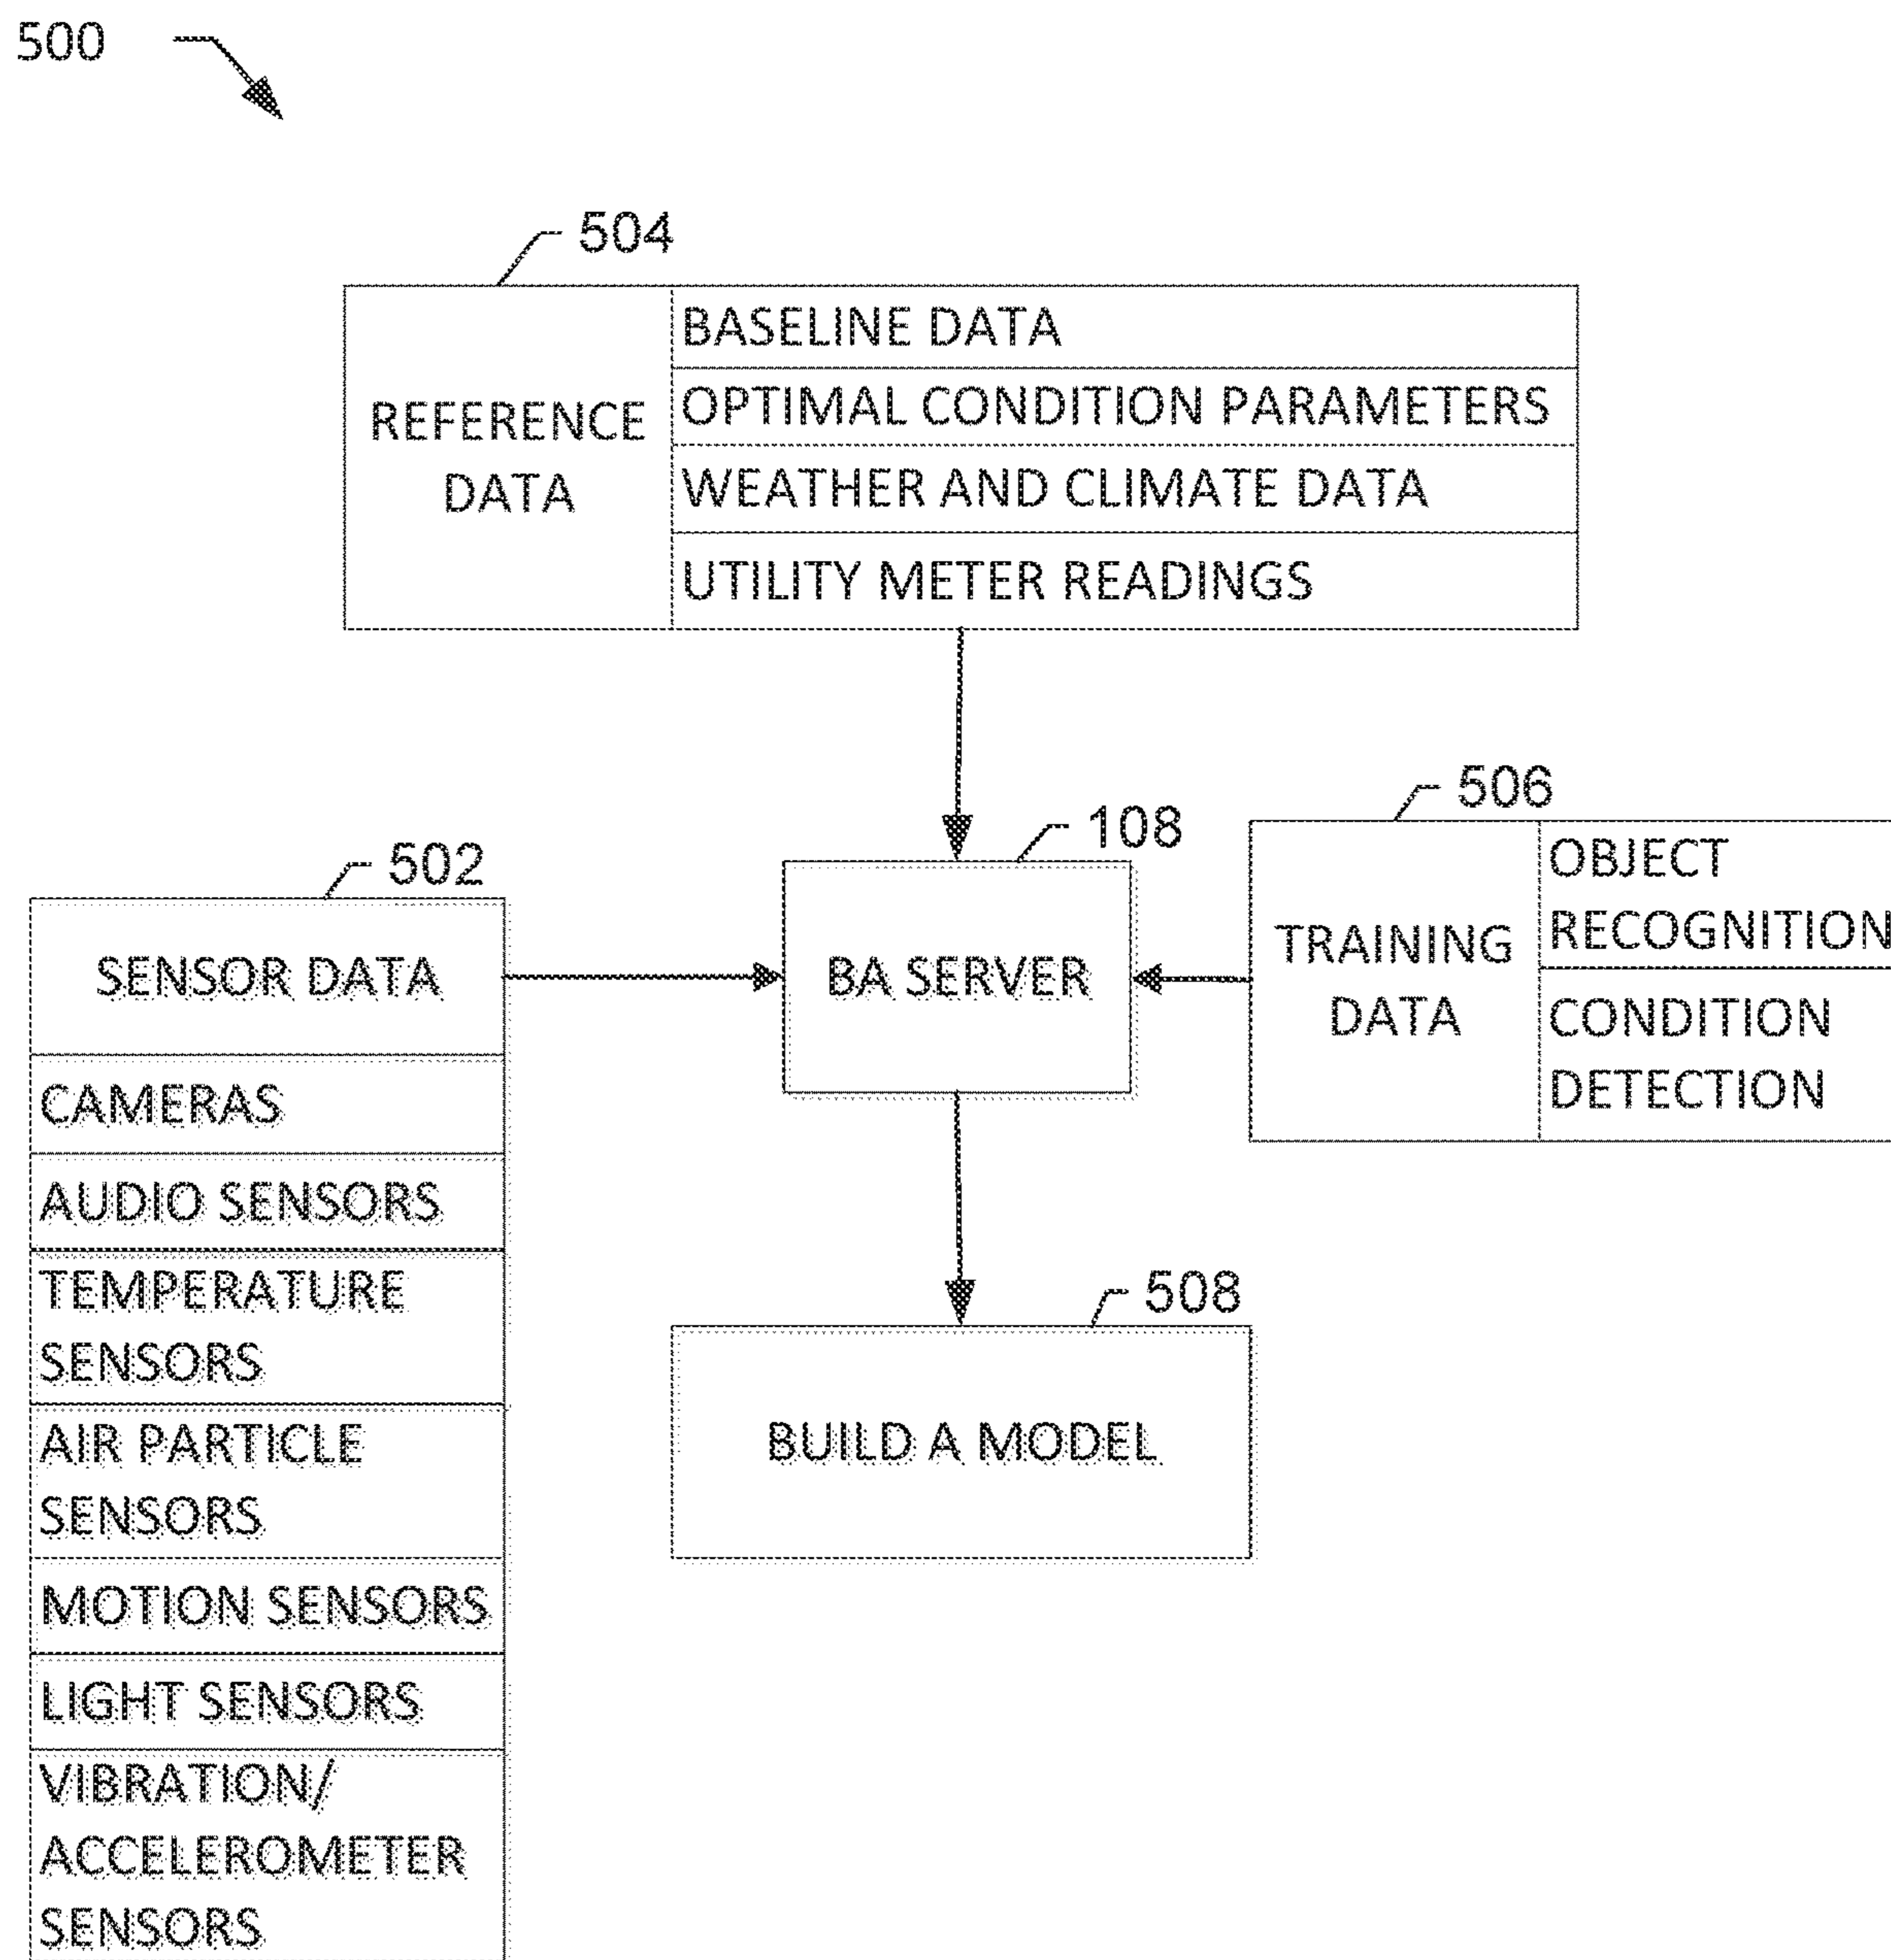 500
504
REFERENCE
DATA
BASELINE DATA
OPTIMAL CONDITION PARAMETERS
WEATHER AND CLIMATE DATA
UTILITY METER READINGS
502
SENSOR DATA
CAMERAS
AUDIO SENSORS
TEMPERATURE
SENSORS
AIR PARTICLE
SENSORS
MOTION SENSORS
LIGHT SENSORS
VIBRATION/
ACCELEROMETER
SENSORS
108
BA SERVER
506
TRAINING
DATA
OBJECT
RECOGNITION
CONDITION
DETECTION
508
BUILD A MODEL